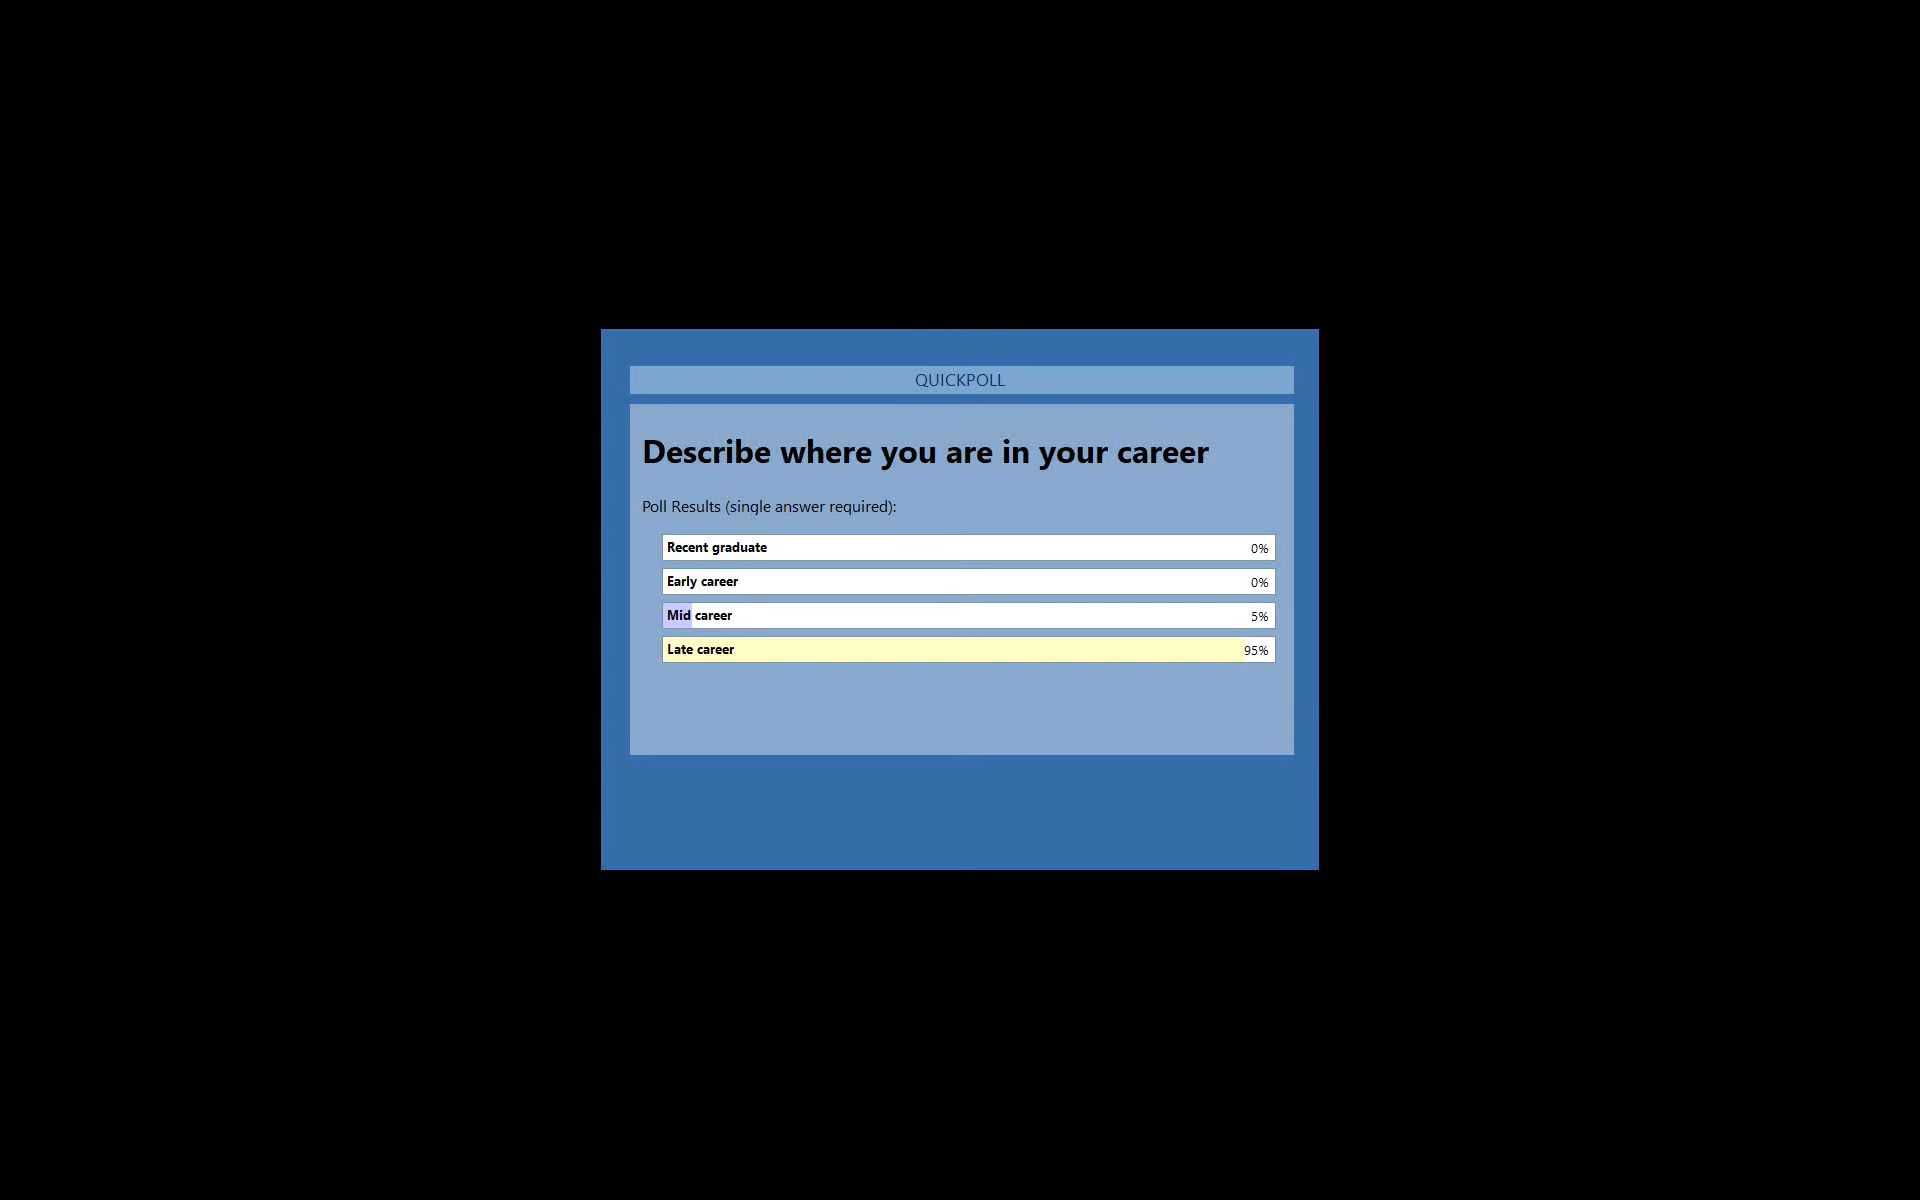 QUICKPOLL
Describe where you are in your career
Poll Results (single answer required):
Recent graduate 0%
Early career 0%
Mid career 5%
Late career 95%